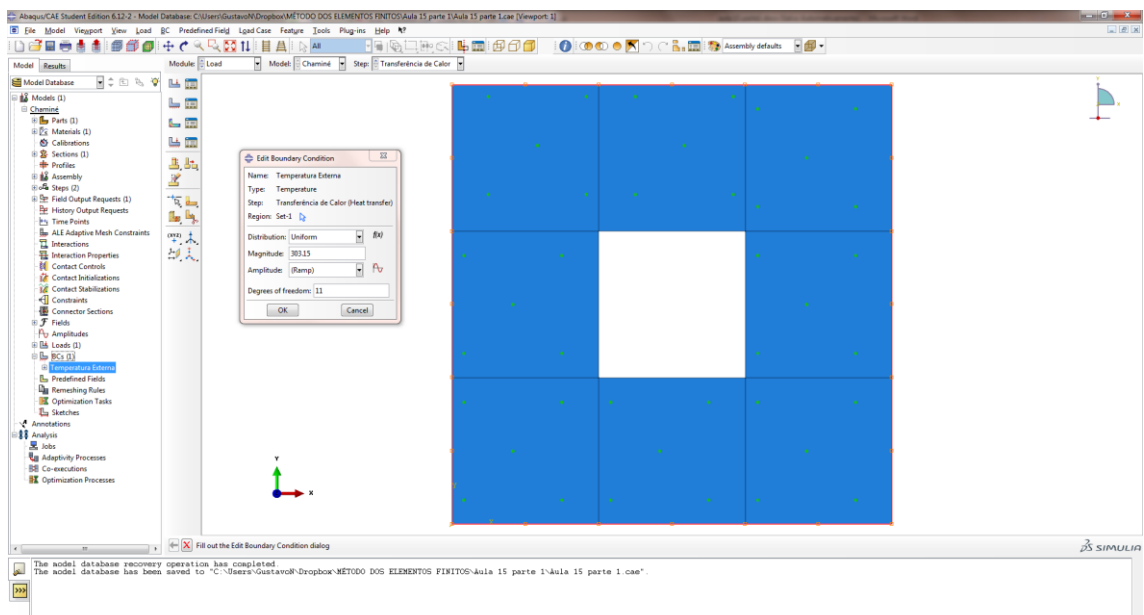 Abaqus/CAE Student Edition 6.12-2 - Model Database: C:\Users\GustavoN\Dropbox\MÉTODO DOS ELEMENTOS FINITOS\Aula 15 parte 1\Aula 15 parte 1.cae [Viewport: 1]
File Model Viewport View Load BC Predefined Field Load Case Feature Tools Plug-ins Help
All
Assembly defaults
Model Results
Module: Load Model: Chaminé Step: Transferência de Calor
Model Database
Models (1)
Chaminé
Parts (1)
Materials (1)
Calibrations
Sections (1)
Profiles
Assembly
Steps (2)
Field Output Requests (1)
History Output Requests
Time Points
ALE Adaptive Mesh Constraints
Interactions
Interaction Properties
Contact Controls
Contact Initializations
Contact Stabilizations
Constraints
Connector Sections
Fields
Amplitudes
Loads (1)
BCs (1)
Temperatura Externa
Predefined Fields
Remeshing Rules
Optimization Tasks
Sketches
Annotations
Analysis
Jobs
Adaptivity Processes
Co-executions
Optimization Processes
(XYZ)
Edit Boundary Condition
Name: Temperatura Externa
Type: Temperature
Step: Transferência de Calor (Heat transfer)
Region: Set-1
Distribution: Uniform f(x)
Magnitude: 303.15
Amplitude: (Ramp)
Degrees of freedom: 11
OK Cancel
Y
X
Fill out the Edit Boundary Condition dialog
SIMULIA
The model database recovery operation has completed.
The model database has been saved to "C:\Users\GustavoN\Dropbox\MÉTODO DOS ELEMENTOS FINITOS\Aula 15 parte 1\Aula 15 parte 1.cae".
>>>